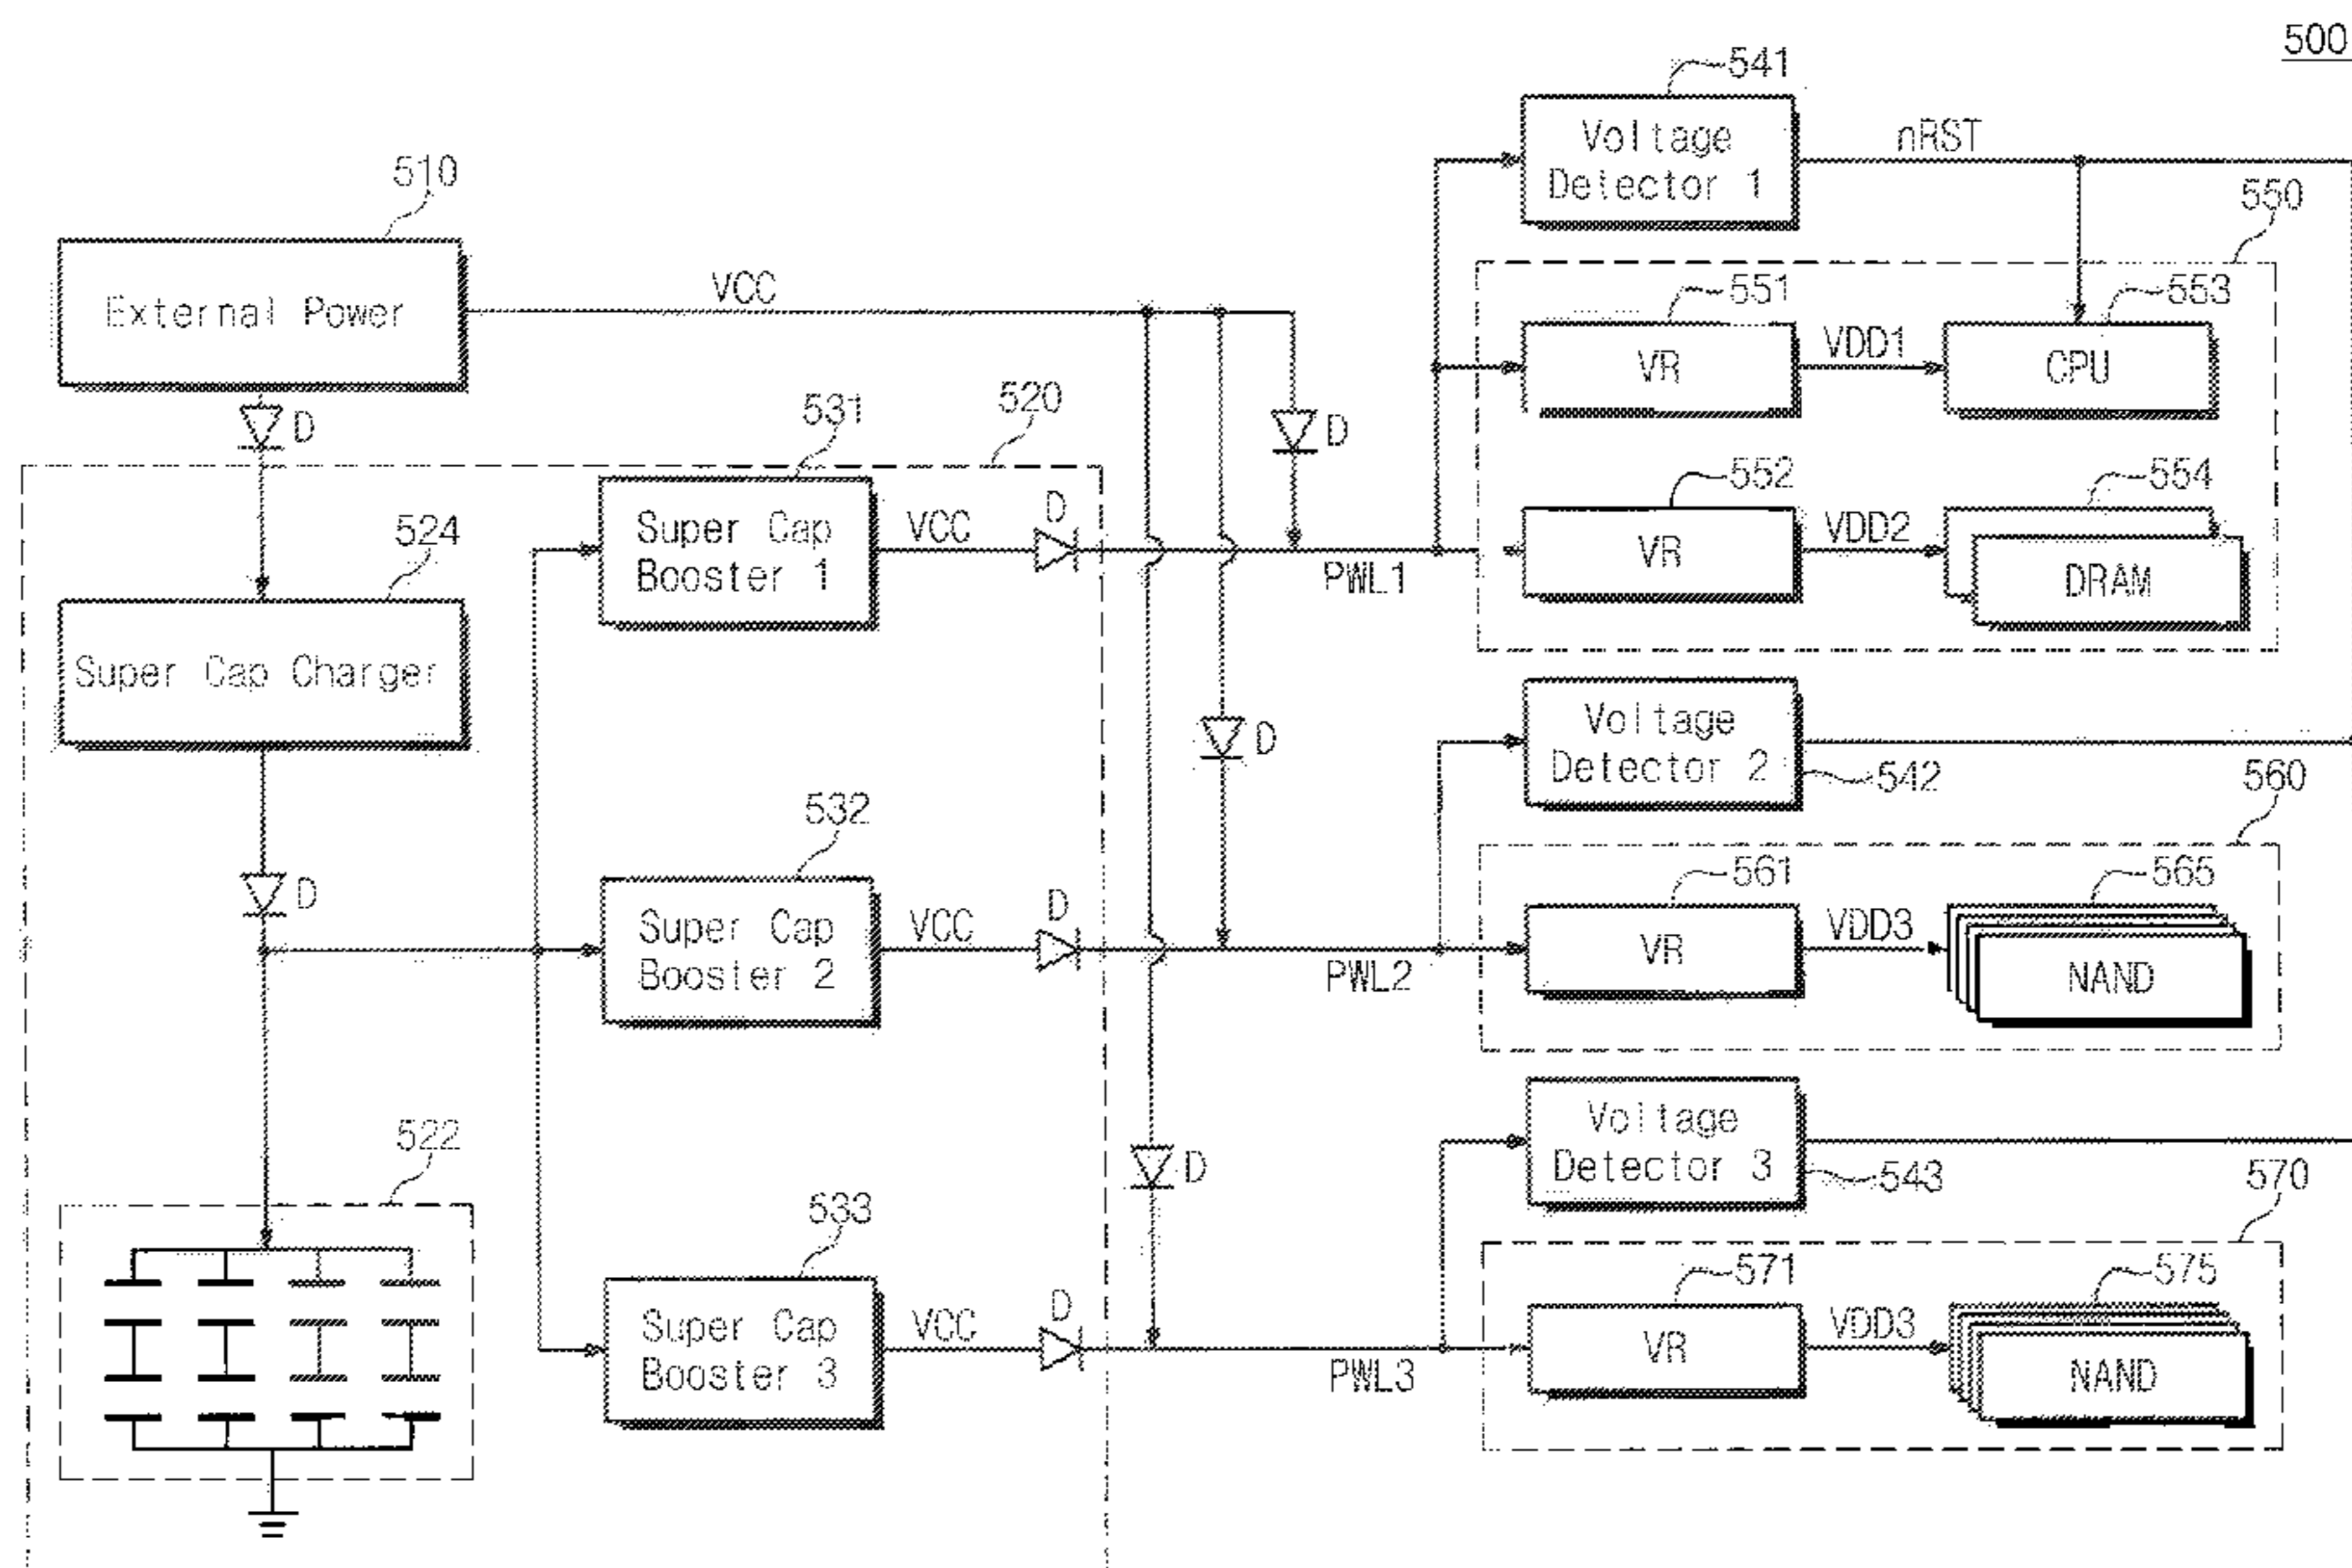 500
541
Voltage
Detector 1
nRST
550
510
External Power
VCC
551
VR
VDD1
553
CPU
D
531
520
D
552
554
524
Super Cap
Booster 1
VCC
D
PWL1
VR
VDD2
DRAM
Super Cap Charger
Voltage
Detector 2
542
D
560
532
561
565
D
Super Cap
Booster 2
VCC
D
PWL2
VR
VDD3
NAND
522
Voltage
Detector 3
543
D
570
533
571
575
Super Cap
Booster 3
VCC
D
PWL3
VR
VDD3
NAND